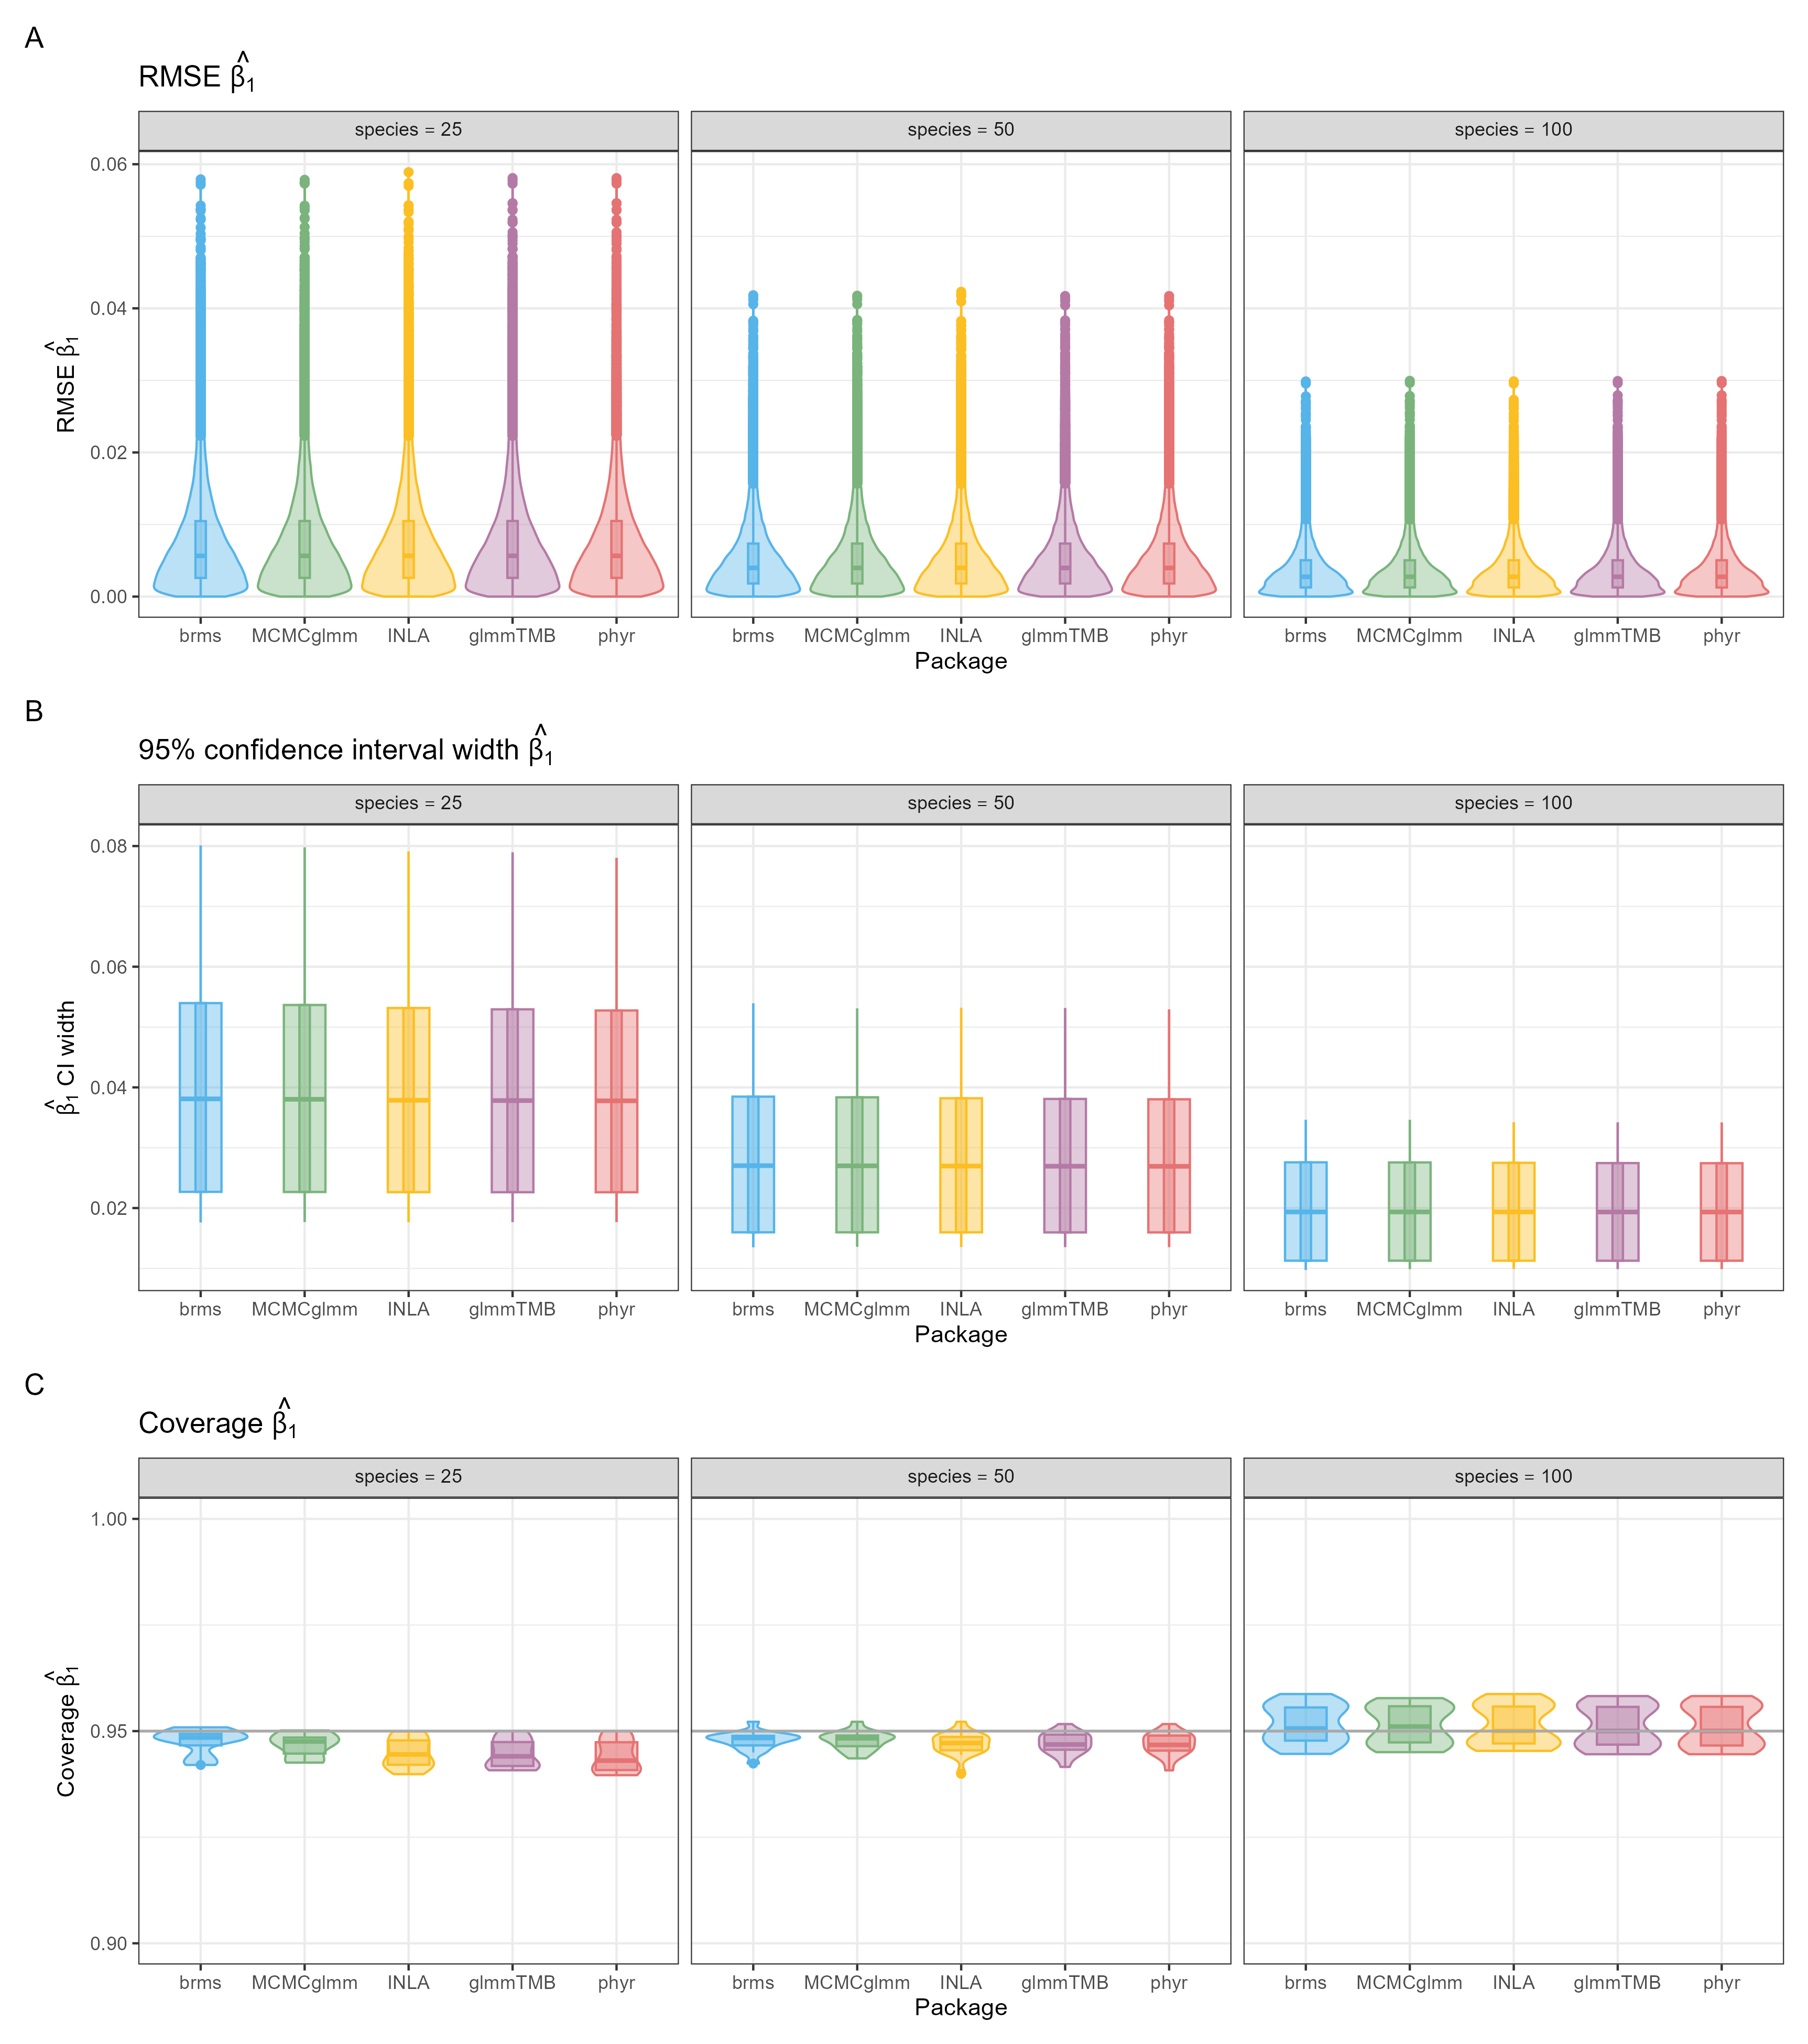 A
RMSE β̂₁
species = 25
species = 50
species = 100
RMSE β̂₁
0.06
0.04
0.02
0.00
brms MCMCglmm INLA glmmTMB phyr
brms MCMCglmm INLA glmmTMB phyr
brms MCMCglmm INLA glmmTMB phyr
Package
B
95% confidence interval width β̂₁
species = 25
species = 50
species = 100
β̂₁ CI width
0.08
0.06
0.04
0.02
brms MCMCglmm INLA glmmTMB phyr
brms MCMCglmm INLA glmmTMB phyr
brms MCMCglmm INLA glmmTMB phyr
Package
C
Coverage β̂₁
species = 25
species = 50
species = 100
Coverage β̂₁
1.00
0.95
0.90
brms MCMCglmm INLA glmmTMB phyr
brms MCMCglmm INLA glmmTMB phyr
brms MCMCglmm INLA glmmTMB phyr
Package